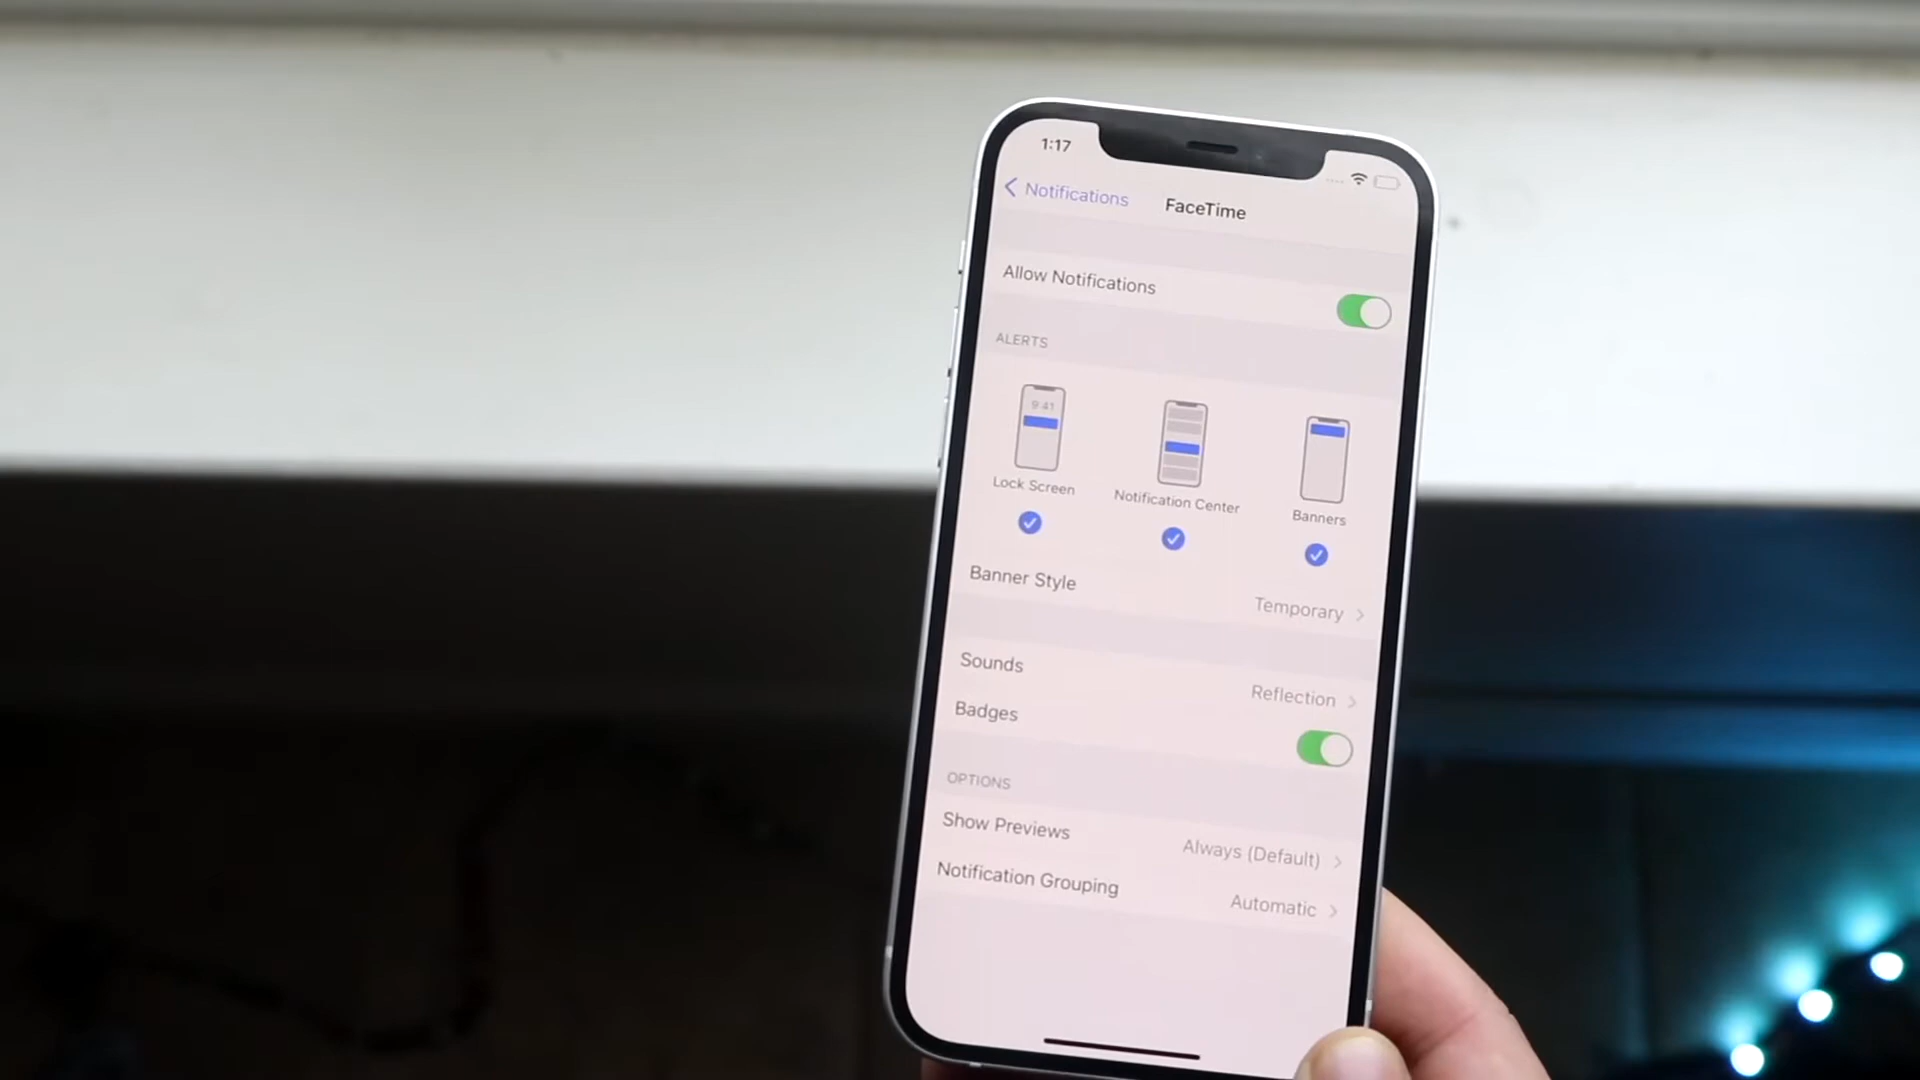 1:17
Notifications FaceTime
Allow Notifications
ALERTS
9:41
Lock Screen Notification Center Banners
Banner Style Temporary
Sounds Reflection
Badges
OPTIONS
Show Previews Always (Default)
Notification Grouping Automatic